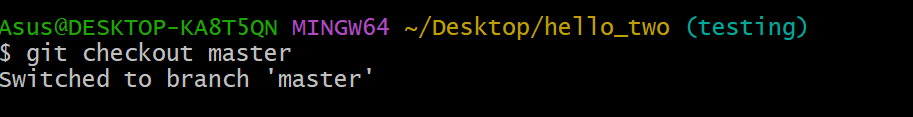 Asus@DESKTOP-KA8T5QN MINGW64 ~/Desktop/hello_two (testing)
$ git checkout master
Switched to branch 'master'